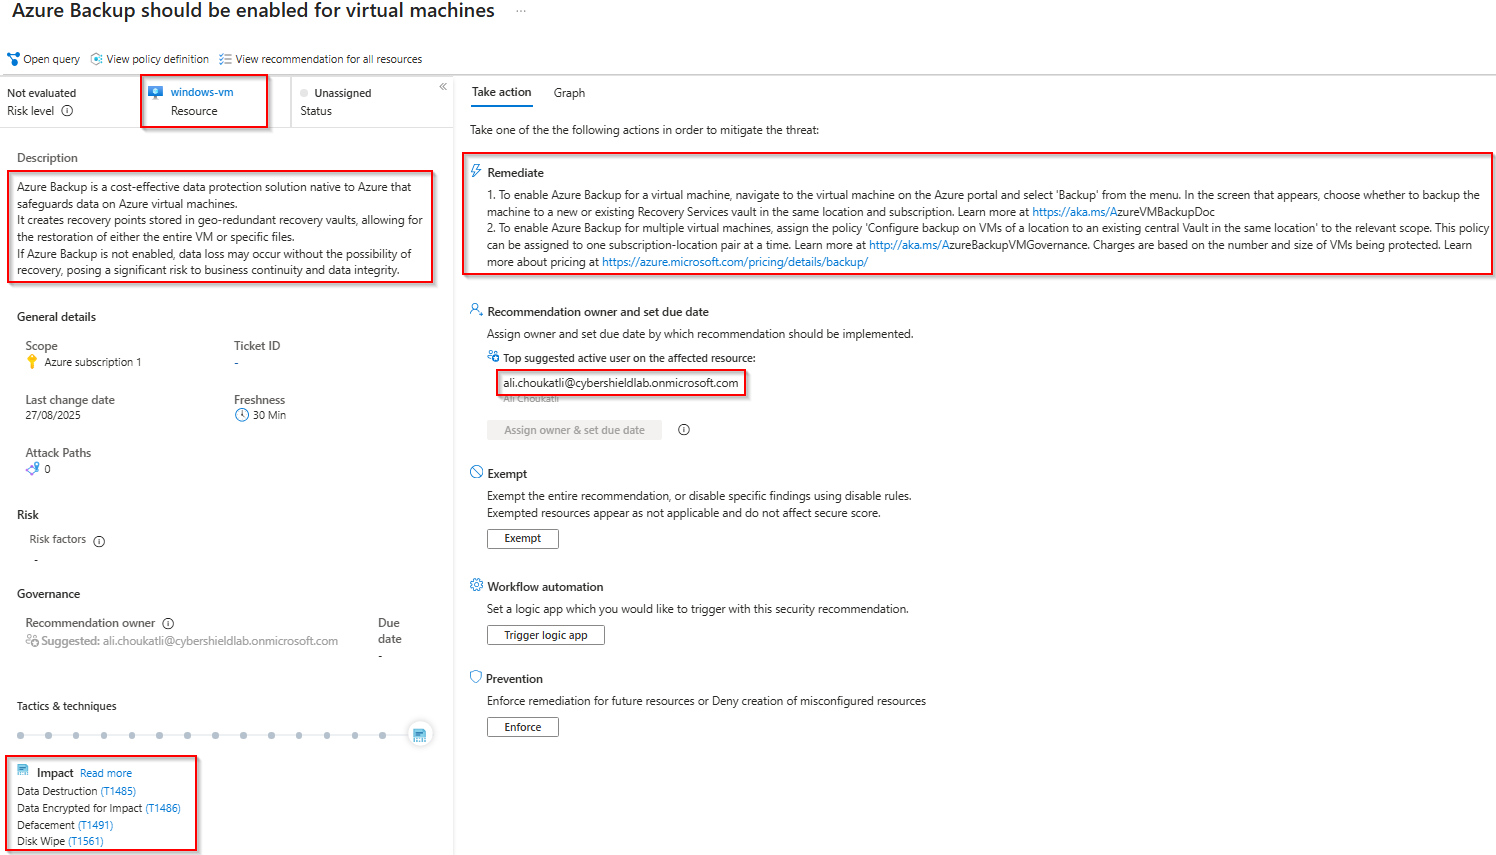 Azure Backup should be enabled for virtual machines ...
Open query
View policy definition
View recommendation for all resources
Not evaluated
Risk level
windows-vm
Resource
Unassigned
Status
Description
Azure Backup is a cost-effective data protection solution native to Azure that
safeguards data on Azure virtual machines.
It creates recovery points stored in geo-redundant recovery vaults, allowing for
the restoration of either the entire VM or specific files.
If Azure Backup is not enabled, data loss may occur without the possibility of
recovery, posing a significant risk to business continuity and data integrity.
General details
Scope
Azure subscription 1
Ticket ID
-
Last change date
27/08/2025
Freshness
30 Min
Attack Paths
0
Risk
Risk factors
-
Governance
Recommendation owner
Suggested: ali.choukatli@cybershieldlab.onmicrosoft.com
Due
date
-
Tactics & techniques
Impact Read more
Data Destruction (T1485)
Data Encrypted for Impact (T1486)
Defacement (T1491)
Disk Wipe (T1561)
Take action
Graph
Take one of the the following actions in order to mitigate the threat:
Remediate
1. To enable Azure Backup for a virtual machine, navigate to the virtual machine on the Azure portal and select 'Backup' from the menu. In the screen that appears, choose whether to backup the
machine to a new or existing Recovery Services vault in the same location and subscription. Learn more at https://aka.ms/AzureVMBackupDoc
2. To enable Azure Backup for multiple virtual machines, assign the policy 'Configure backup on VMs of a location to an existing central Vault in the same location' to the relevant scope. This policy
can be assigned to one subscription-location pair at a time. Learn more at http://aka.ms/AzureBackupVMGovernance. Charges are based on the number and size of VMs being protected. Learn
more about pricing at https://azure.microsoft.com/pricing/details/backup/
Recommendation owner and set due date
Assign owner and set due date by which recommendation should be implemented.
Top suggested active user on the affected resource:
ali.choukatli@cybershieldlab.onmicrosoft.com
Ali Choukatli
Assign owner & set due date
Exempt
Exempt the entire recommendation, or disable specific findings using disable rules.
Exempted resources appear as not applicable and do not affect secure score.
Exempt
Workflow automation
Set a logic app which you would like to trigger with this security recommendation.
Trigger logic app
Prevention
Enforce remediation for future resources or Deny creation of misconfigured resources
Enforce